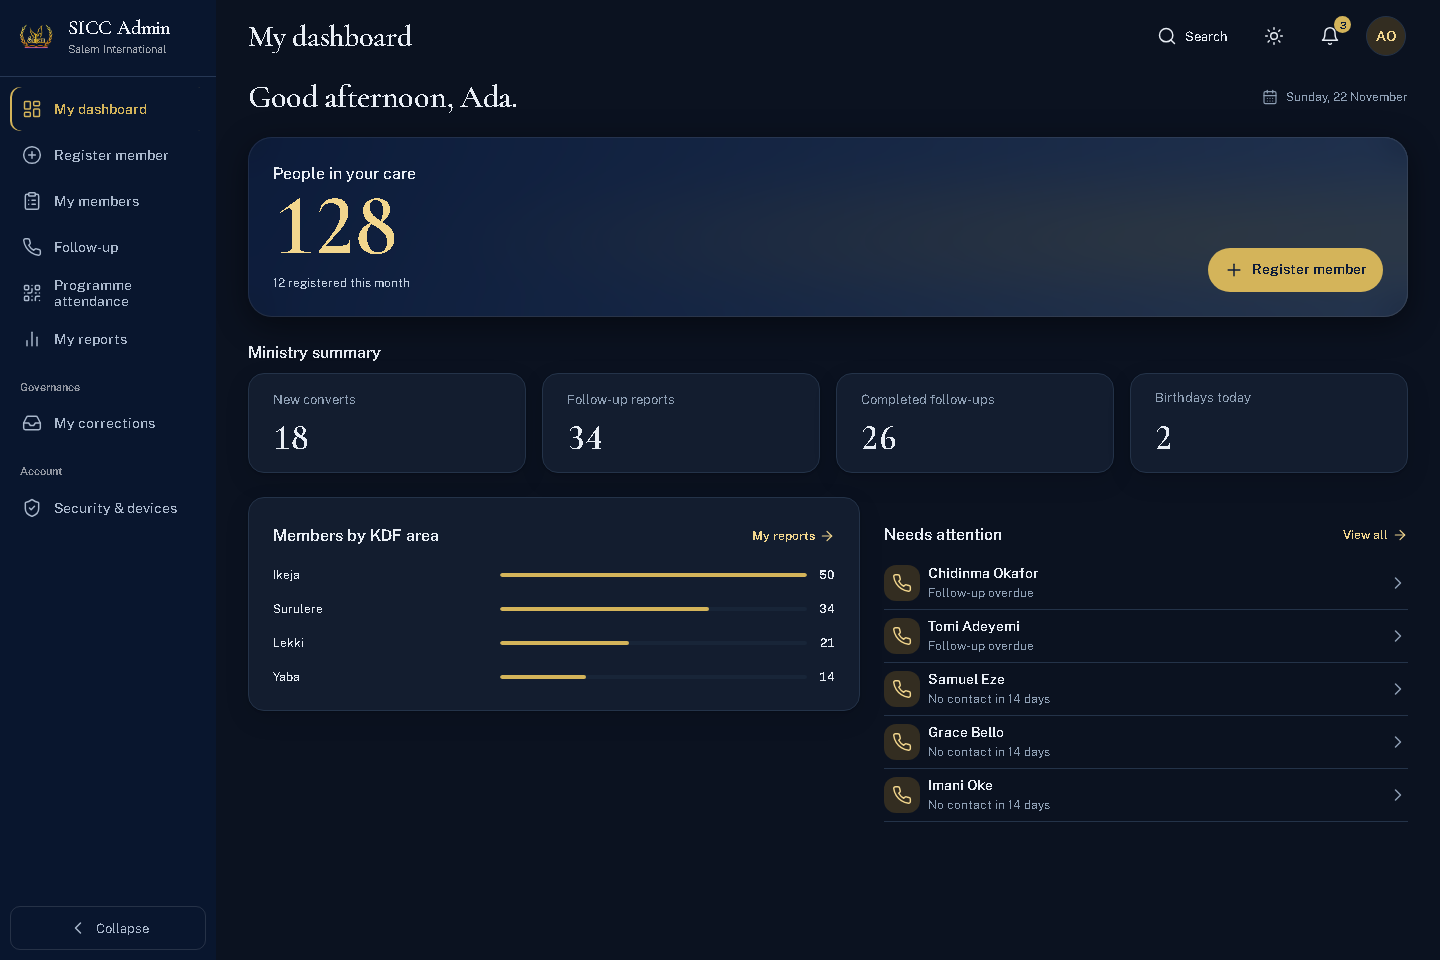 SICC Admin
Salem International
My dashboard
Register member
My members
Follow-up
Programme
attendance
My reports
Governance
My corrections
Account
Security & devices
Collapse
My dashboard
Search
3
AO
Good afternoon, Ada.
Sunday, 22 November
People in your care
128
12 registered this month
Register member
Ministry summary
New converts
18
Follow-up reports
34
Completed follow-ups
26
Birthdays today
2
Members by KDF area
My reports
Ikeja 50
Surulere 34
Lekki 21
Yaba 14
Needs attention
View all
Chidinma Okafor
Follow-up overdue
Tomi Adeyemi
Follow-up overdue
Samuel Eze
No contact in 14 days
Grace Bello
No contact in 14 days
Imani Oke
No contact in 14 days